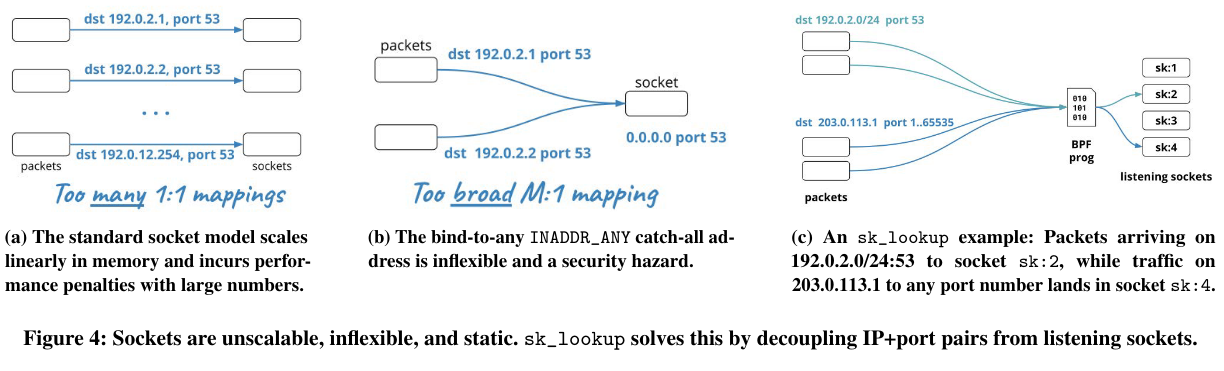 dst 192.0.2.1, port 53
dst 192.0.2.2, port 53
...
dst 192.0.12.254, port 53
packets
sockets
Too many 1:1 mappings
(a) The standard socket model scales
linearly in memory and incurs perfor-
mance penalties with large numbers.
packets
dst 192.0.2.1 port 53
socket
0.0.0.0 port 53
dst 192.0.2.2 port 53
Too broad M:1 mapping
(b) The bind-to-any INADDR_ANY catch-all ad-
dress is inflexible and a security hazard.
dst 192.0.2.0/24 port 53
dst 203.0.113.1 port 1..65535
packets
010
101
010
BPF
prog
sk:1
sk:2
sk:3
sk:4
listening sockets
(c) An sk_lookup example: Packets arriving on
192.0.2.0/24:53 to socket sk:2, while traffic on
203.0.113.1 to any port number lands in socket sk:4.
Figure 4: Sockets are unscalable, inflexible, and static. sk_lookup solves this by decoupling IP+port pairs from listening sockets.